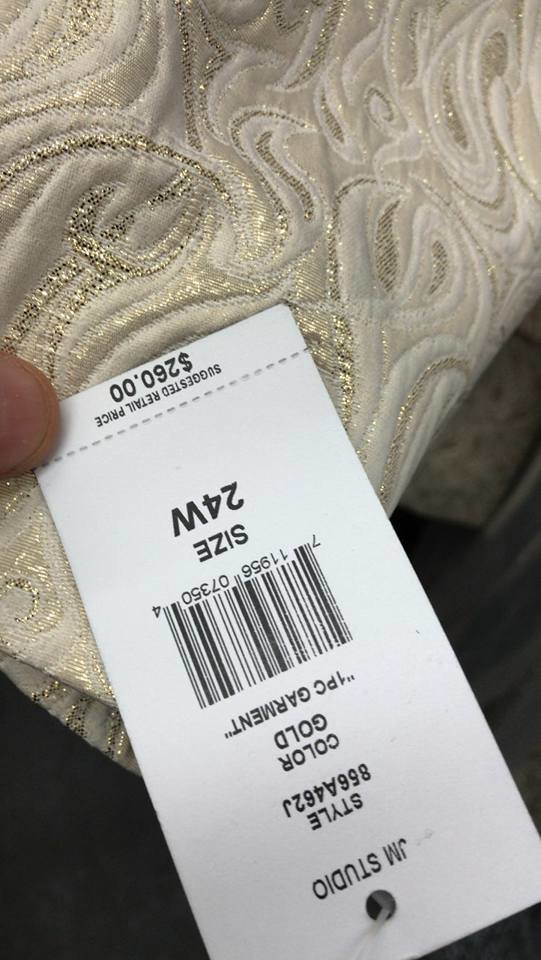 JM STUDIO
STYLE
866A462J
COLOR
GOLD
"1PC GARMENT"
7 11956 07350 4
SIZE
24W
SUGGESTED RETAIL PRICE
$260.00